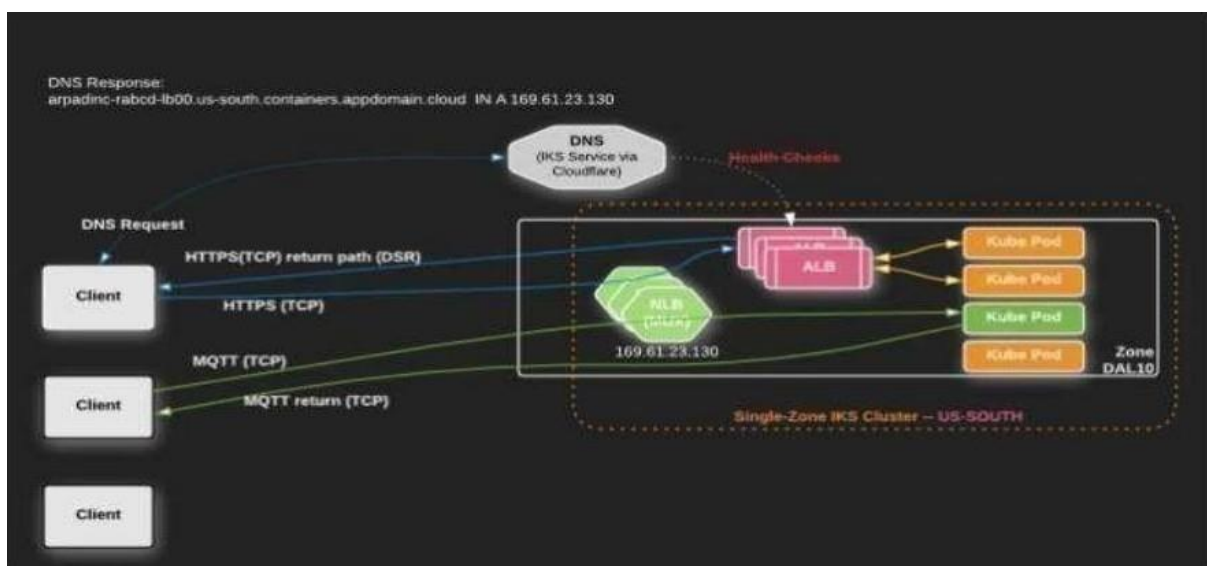 DNS Response:
arpadinc-rabcd-lb00.us-south.containers.appdomain.cloud IN A 169.61.23.130
DNS
(IKS Service via
Cloudflare)
Health Checks
DNS Request
HTTPS(TCP) return path (DSR)
Client
HTTPS (TCP)
ALB
ALB
Kube Pod
Kube Pod
NLB
(MUX)
169.61.23.130
Kube Pod
Kube Pod
Zone
DAL10
MQTT (TCP)
Client
MQTT return (TCP)
Single-Zone IKS Cluster -- US-SOUTH
Client